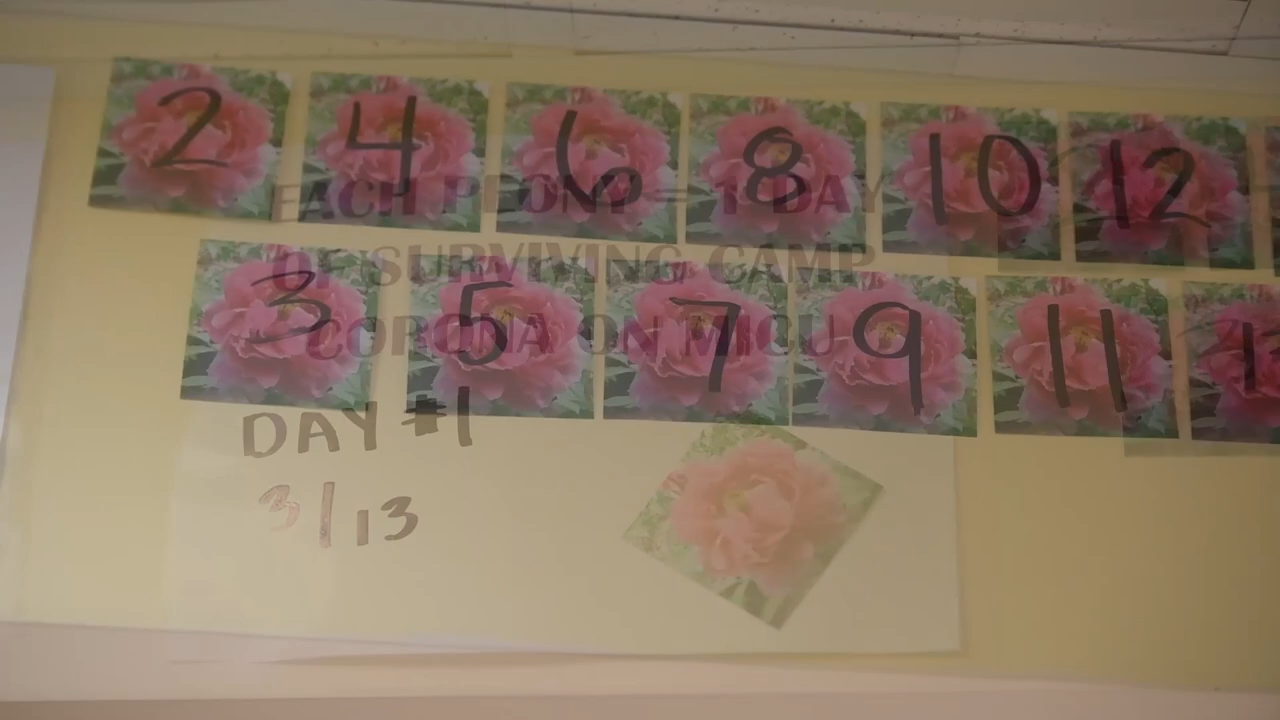 2 4 6 8 10 12
EACH PEONY = 1 DAY
OF SURVIVING CAMP
CORONA ON MICU
3 5 7 9 11
DAY #1
3/13